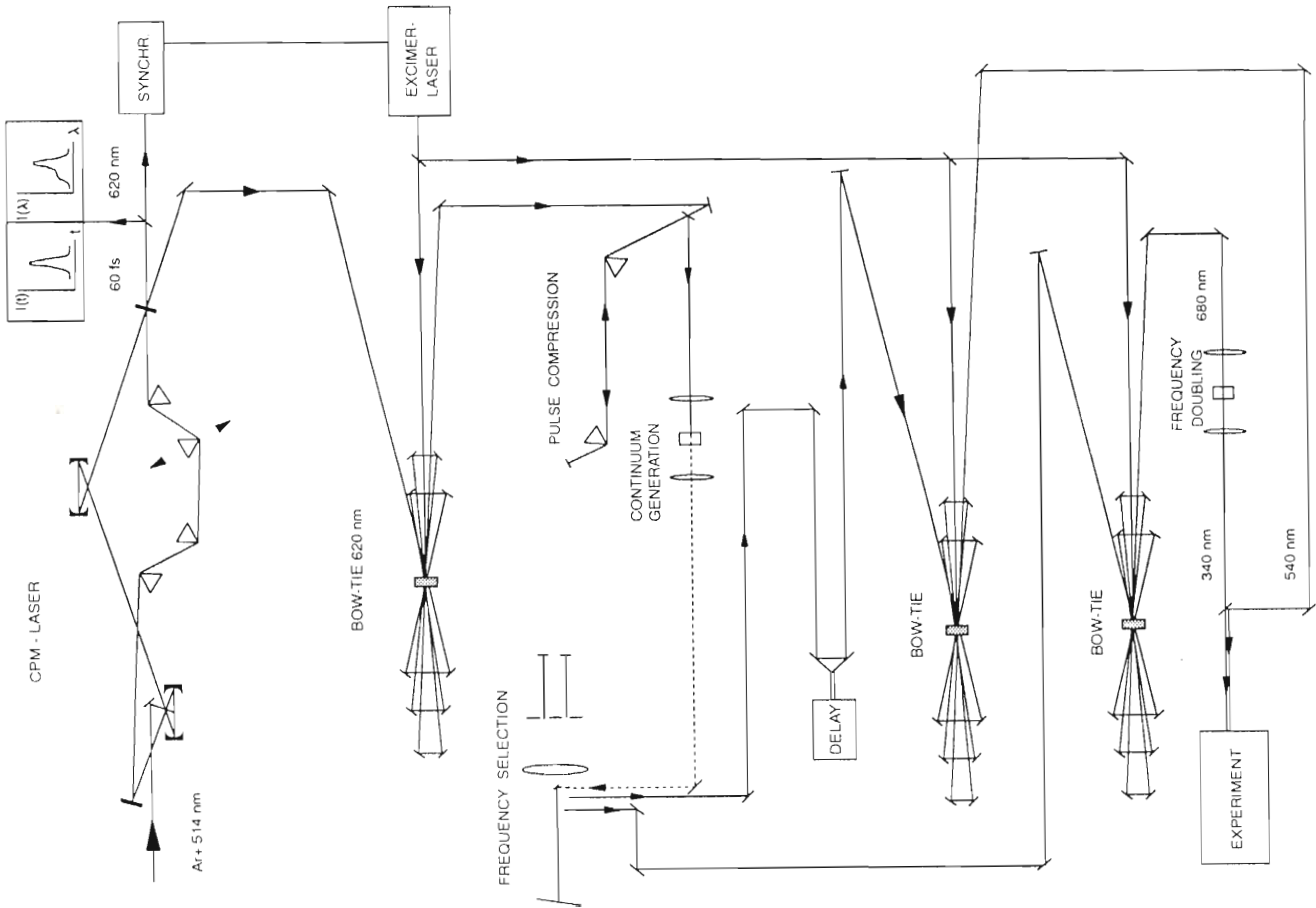 CPM - LASER
Ar+ 514 nm
I(t)
t
60 fs
I(λ)
λ
620 nm
SYNCHR.
EXCIMER-
LASER
BOW-TIE 620 nm
PULSE COMPRESSION
CONTINUUM
GENERATION
FREQUENCY SELECTION
DELAY
BOW-TIE
BOW-TIE
680 nm
FREQUENCY
DOUBLING
340 nm
540 nm
EXPERIMENT